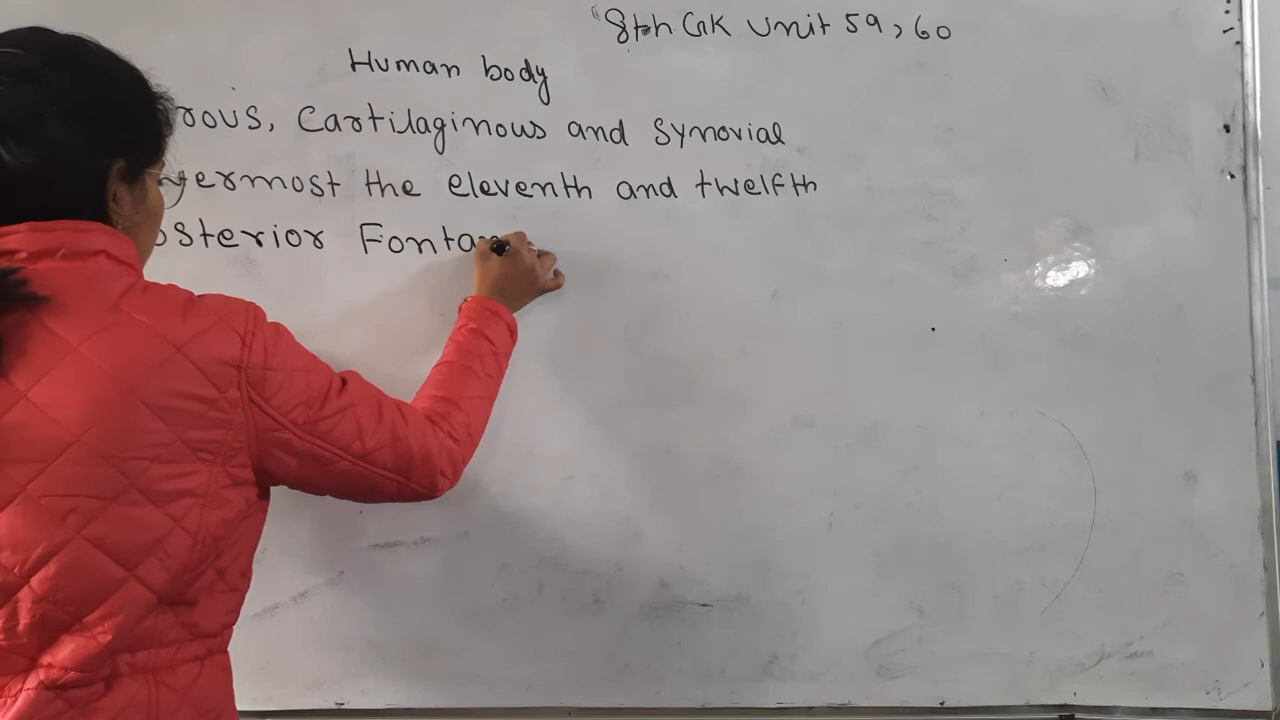 8th GK Unit 59, 60
Human body
rous, Cartilaginous and Synovial
ermost the eleventh and twelfth
osterior Fonta